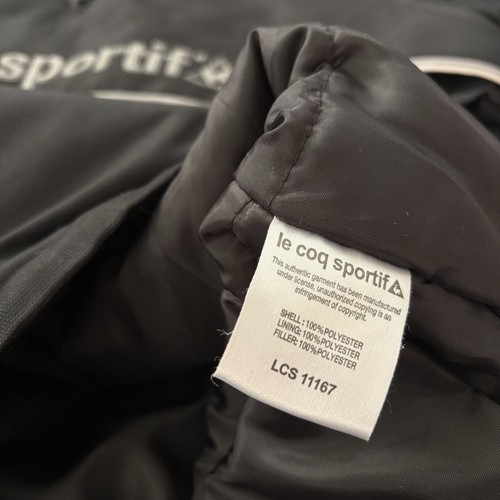 sportif
le coq sportif
This authentic garment has been manufactured
under license, unauthorized copying is an
infringement of copyright.
SHELL : 100% POLYESTER
LINING: 100% POLYESTER
FILLER: 100% POLYESTER
LCS 11167